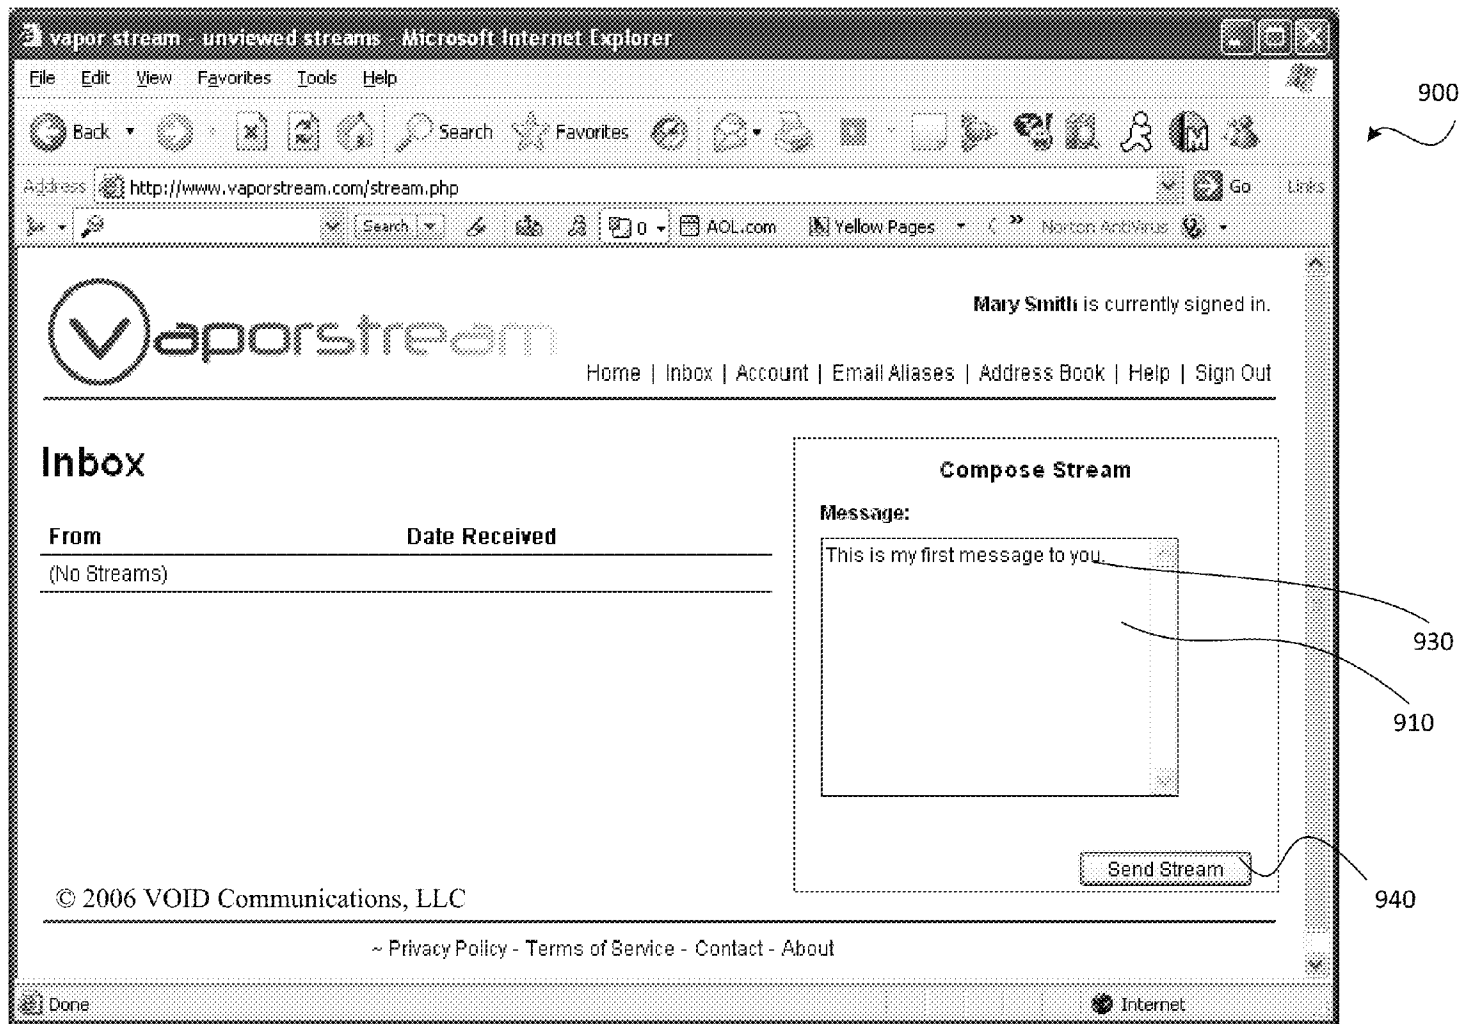 vapor stream - unviewed streams - Microsoft Internet Explorer
File Edit View Favorites Tools Help
900
Back Search Favorites
Address http://www.vaporstream.com/stream.php Go Links
Search 0 AOL.com Yellow Pages Norton AntiVirus
Mary Smith is currently signed in.
Vaporstream
Home | Inbox | Account | Email Aliases | Address Book | Help | Sign Out
Inbox
Compose Stream
Message:
From Date Received
This is my first message to you.
(No Streams)
930
910
Send Stream
940
© 2006 VOID Communications, LLC
~ Privacy Policy - Terms of Service - Contact - About
Done Internet